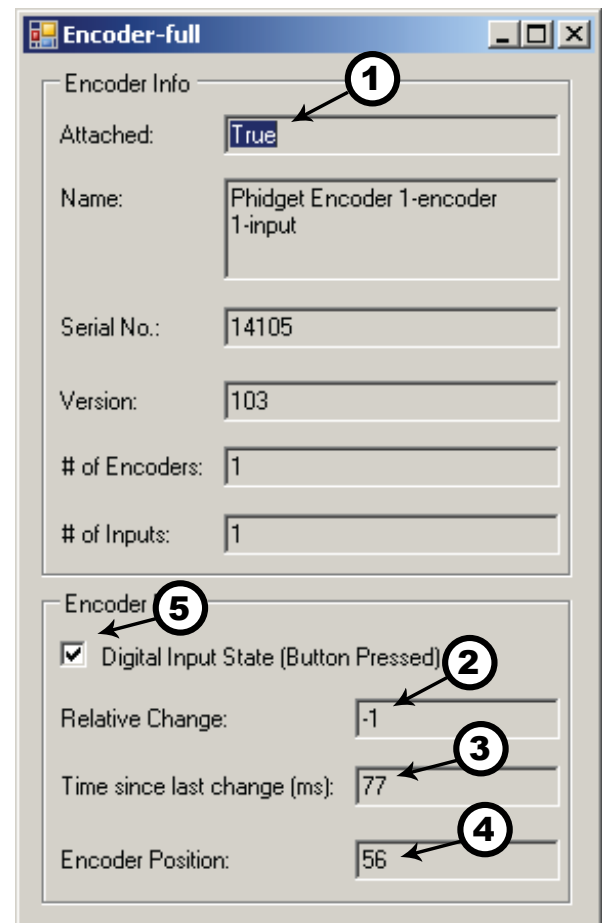 Encoder-full
Encoder Info
1
Attached: True
Name: Phidget Encoder 1-encoder
1-input
Serial No.: 14105
Version: 103
# of Encoders: 1
# of Inputs: 1
Encoder
5
Digital Input State (Button Pressed)
2
Relative Change: -1
3
Time since last change (ms): 77
4
Encoder Position: 56